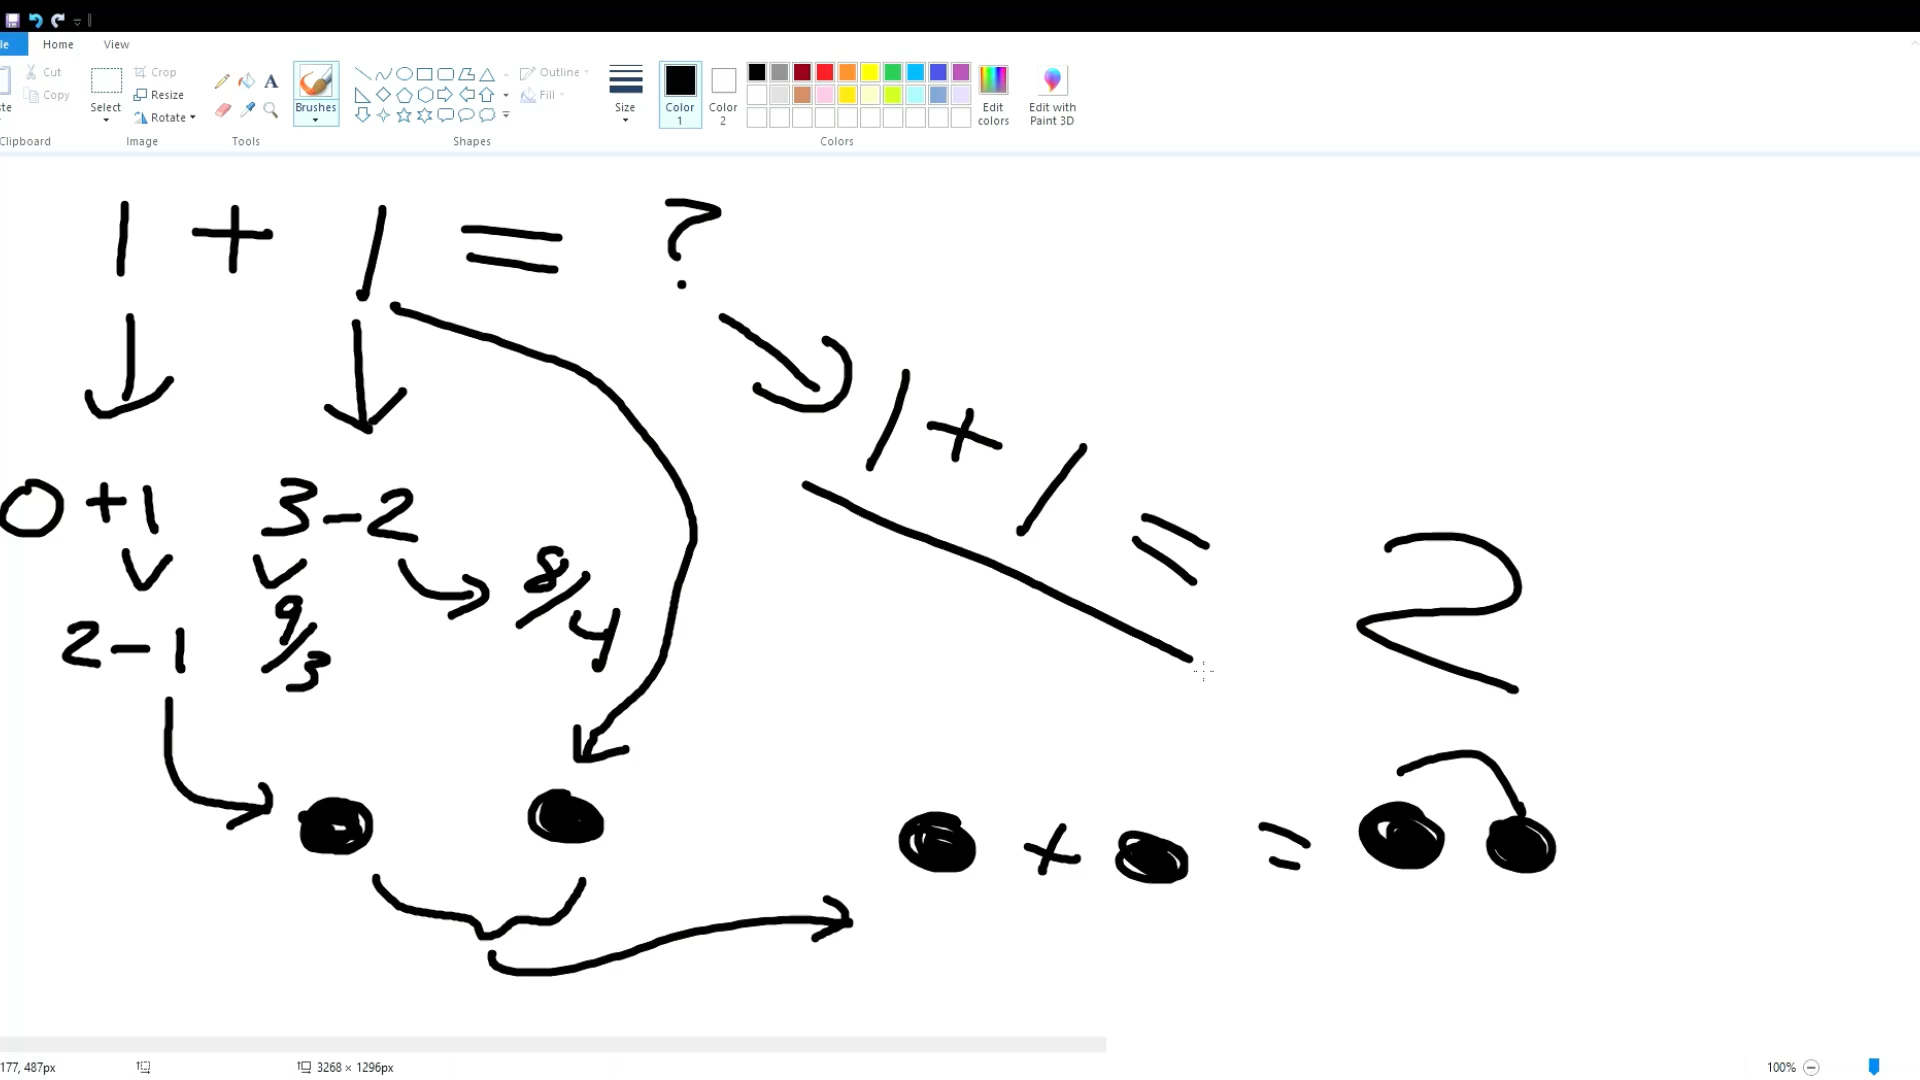 le Home View
Cut
Copy
ste
Clipboard
Select
Crop
Resize
Rotate
Image
A
Tools
Brushes
Outline
Fill
Shapes
Size
Color 1
Color 2
Edit colors
Edit with Paint 3D
Colors
1 + 1 = ?
1 + 1 = 2
0 + 1 3 - 2
8/4
2 - 1 9/3
+ =
177, 487px
3268 × 1296px
100%